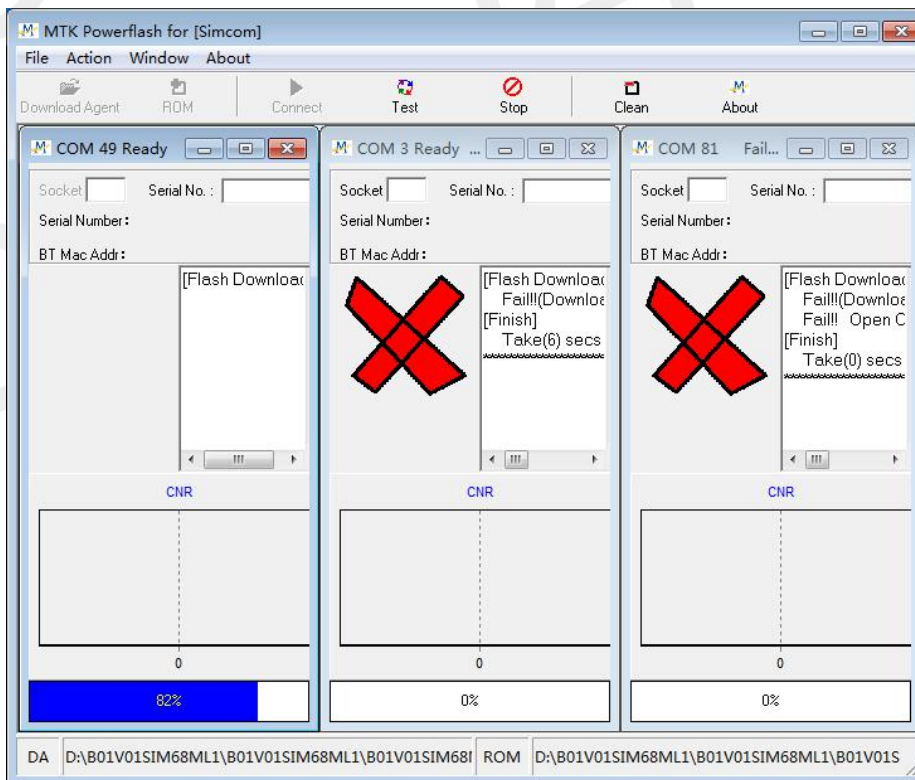 MTK Powerflash for [Simcom]
File Action Window About
Download Agent ROM Connect Test Stop Clean About
COM 49 Ready
Socket Serial No. :
Serial Number:
BT Mac Addr:
[Flash Downloa
CNR
0
82%
COM 3 Ready ...
Socket Serial No. :
Serial Number:
BT Mac Addr:
[Flash Downloa
Fail!!(Downlo
[Finish]
Take(6) secs
CNR
0
0%
COM 81 Fail...
Socket Serial No. :
Serial Number:
BT Mac Addr:
[Flash Downloa
Fail!!(Downlo
Fail!! Open C
[Finish]
Take(0) secs
CNR
0
0%
DA D:\B01V01SIM68ML1\B01V01SIM68ML1\B01V01SIM68 ROM D:\B01V01SIM68ML1\B01V01SIM68ML1\B01V01S